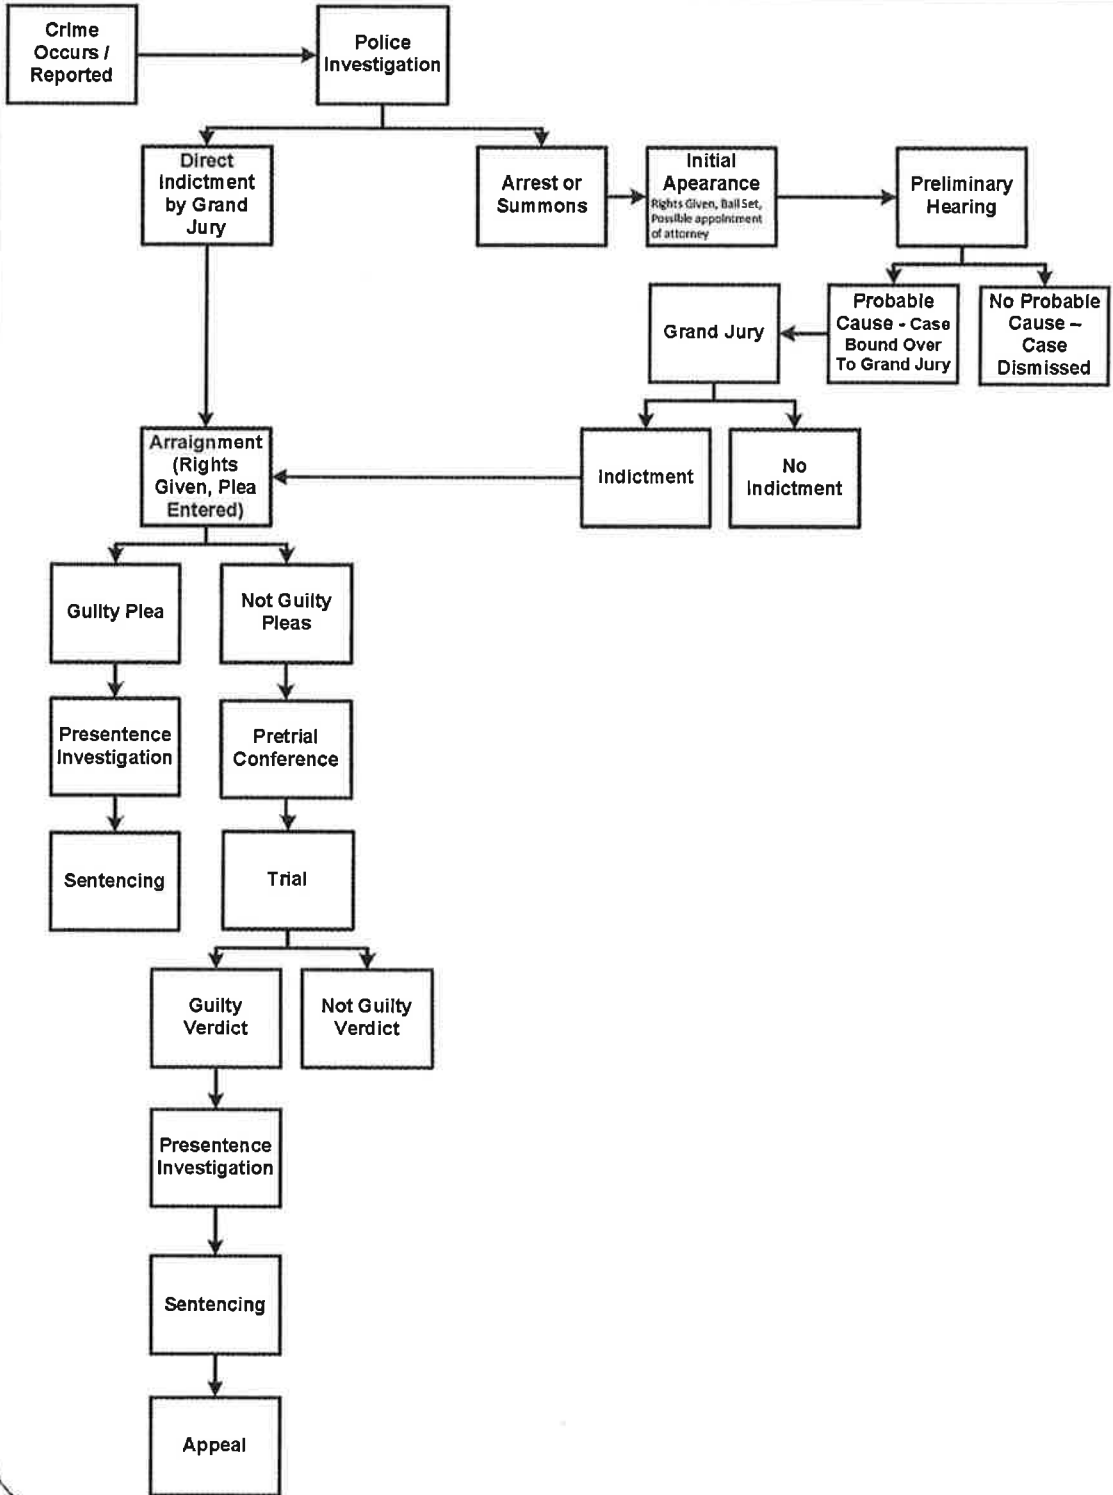 Crime
Occurs /
Reported
Police
Investigation
Direct
Indictment
by Grand
Jury
Arrest or
Summons
Initial
Apearance
Rights Given, Bail Set,
Possible appointment
of attorney
Preliminary
Hearing
Grand Jury
Probable
Cause - Case
Bound Over
To Grand Jury
No Probable
Cause –
Case
Dismissed
Arraignment
(Rights
Given, Plea
Entered)
Indictment
No
Indictment
Guilty Plea
Not Guilty
Pleas
Presentence
Investigation
Pretrial
Conference
Sentencing
Trial
Guilty
Verdict
Not Guilty
Verdict
Presentence
Investigation
Sentencing
Appeal